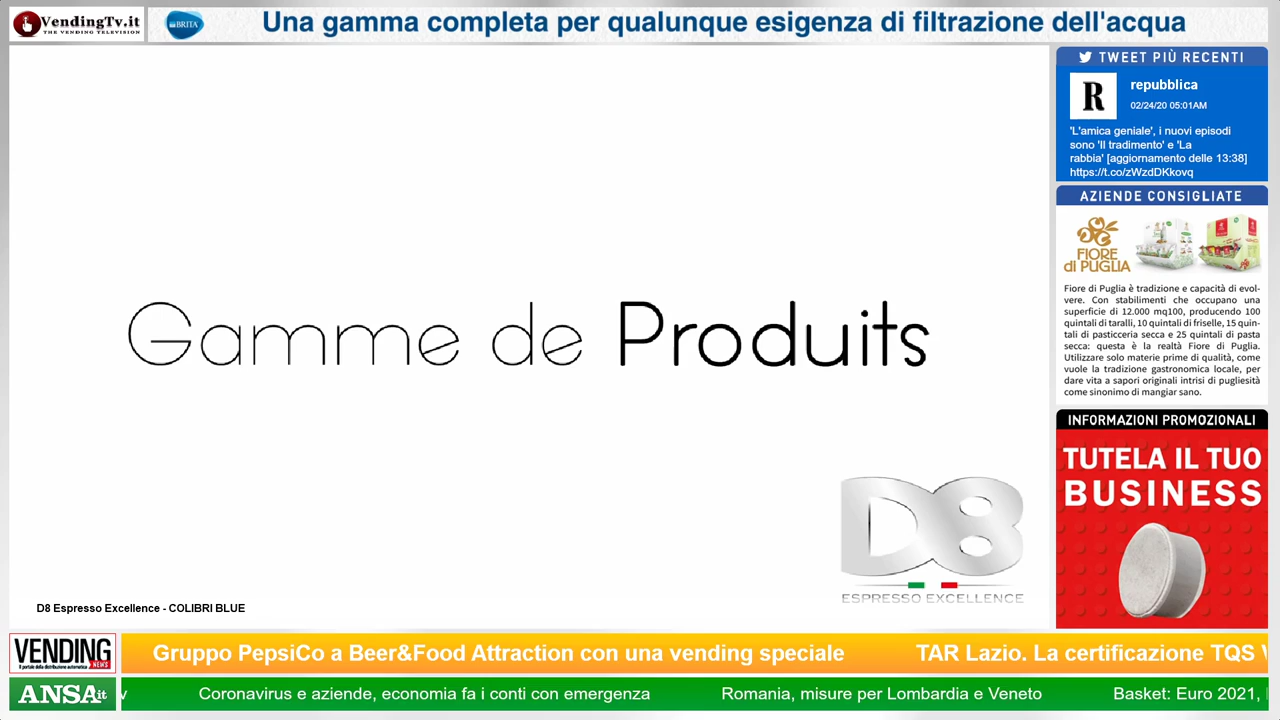 VendingTv.it
THE VENDING TELEVISION
BRITA
Una gamma completa per qualunque esigenza di filtrazione dell'acqua
TWEET PIÙ RECENTI
R
repubblica
02/24/20 05:01AM
'L'amica geniale', i nuovi episodi
sono 'Il tradimento' e 'La
rabbia' [aggiornamento delle 13:38]
https://t.co/zWzdDKkovq
AZIENDE CONSIGLIATE
FIORE
di PUGLIA
Fiore di Puglia è tradizione e capacità di evol-
vere. Con stabilimenti che occupano una
superficie di 12.000 mq100, producendo 100
quintali di taralli, 10 quintali di friselle, 15 quin-
tali di pasticceria secca e 25 quintali di pasta
secca: questa è la realtà Fiore di Puglia.
Utilizzare solo materie prime di qualità, come
vuole la tradizione gastronomica locale, per
dare vita a sapori originali intrisi di pugliesità
come sinonimo di mangiar sano.
INFORMAZIONI PROMOZIONALI
TUTELA IL TUO
BUSINESS
Gamme de Produits
D8
ESPRESSO EXCELLENCE
D8 Espresso Excellence - COLIBRI BLUE
VENDING
NEWS
Il portale della distribuzione automatica
Gruppo PepsiCo a Beer&Food Attraction con una vending speciale TAR Lazio. La certificazione TQS V
ANSA.it
v Coronavirus e aziende, economia fa i conti con emergenza Romania, misure per Lombardia e Veneto Basket: Euro 2021,